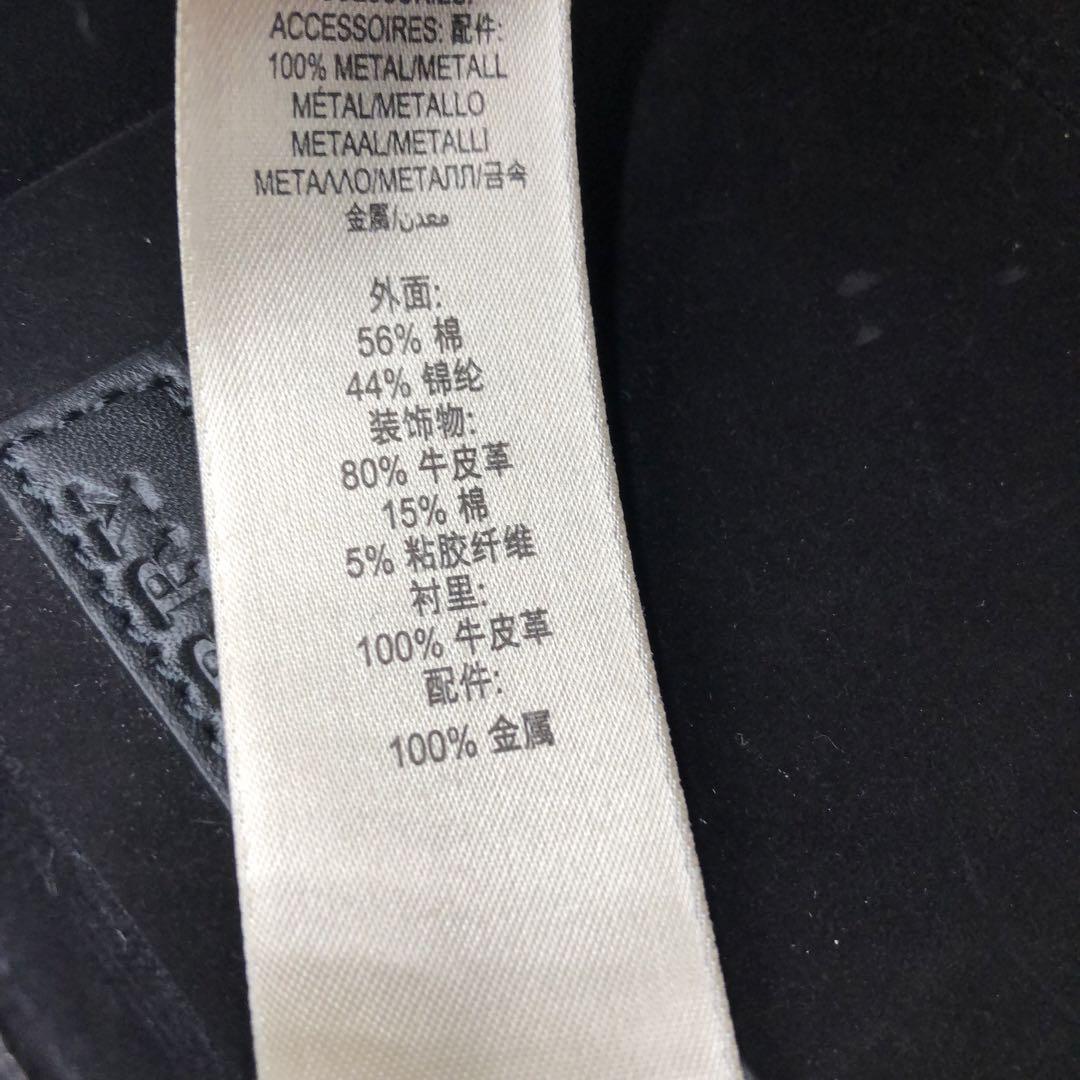 ACCESSOIRES: 配件:
100% METAL/METALL
MÉTAL/METALLO
METAAL/METALLI
ΜΕΤΑΛΛΟ/МЕТАЛЛ/금속
金屬/معدن
外面:
56% 棉
44% 锦纶
装饰物:
80% 牛皮革
15% 棉
5% 粘胶纤维
衬里:
100% 牛皮革
配件:
100% 金属